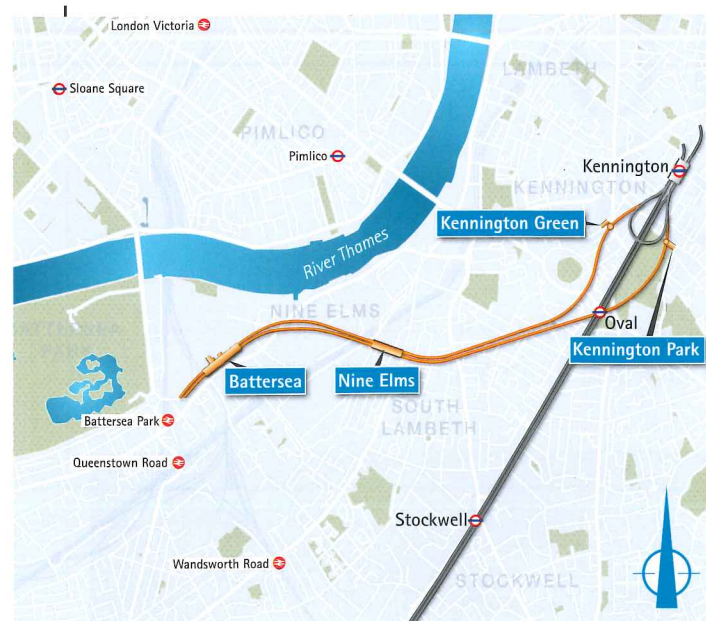 London Victoria
LAMBETH
Sloane Square
PIMLICO
Pimlico
Kennington
KENNINGTON
Kennington Green
River Thames
NINE ELMS
Oval
Kennington Park
Battersea
Nine Elms
SOUTH
LAMBETH
Battersea Park
Queenstown Road
Stockwell
Wandsworth Road
STOCKWELL